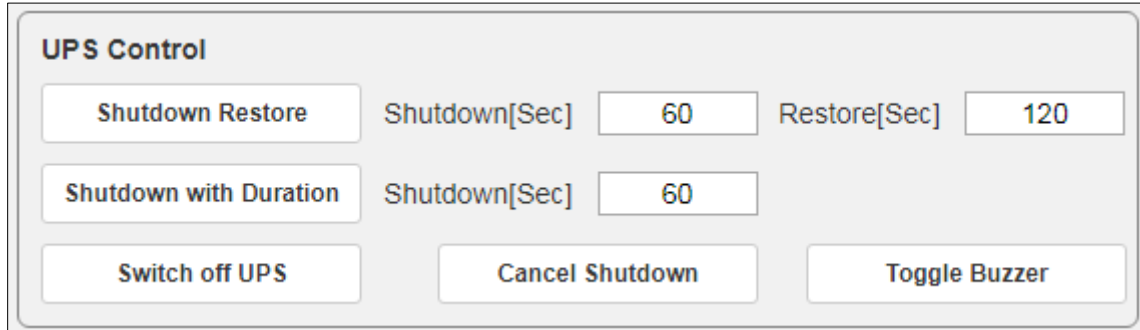 UPS Control
Shutdown Restore Shutdown[Sec] 60 Restore[Sec] 120
Shutdown with Duration Shutdown[Sec] 60
Switch off UPS Cancel Shutdown Toggle Buzzer